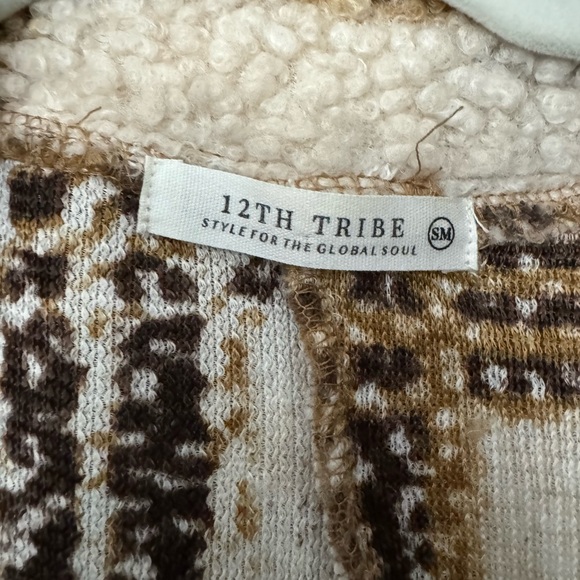 12TH TRIBE
STYLE FOR THE GLOBAL SOUL
SM